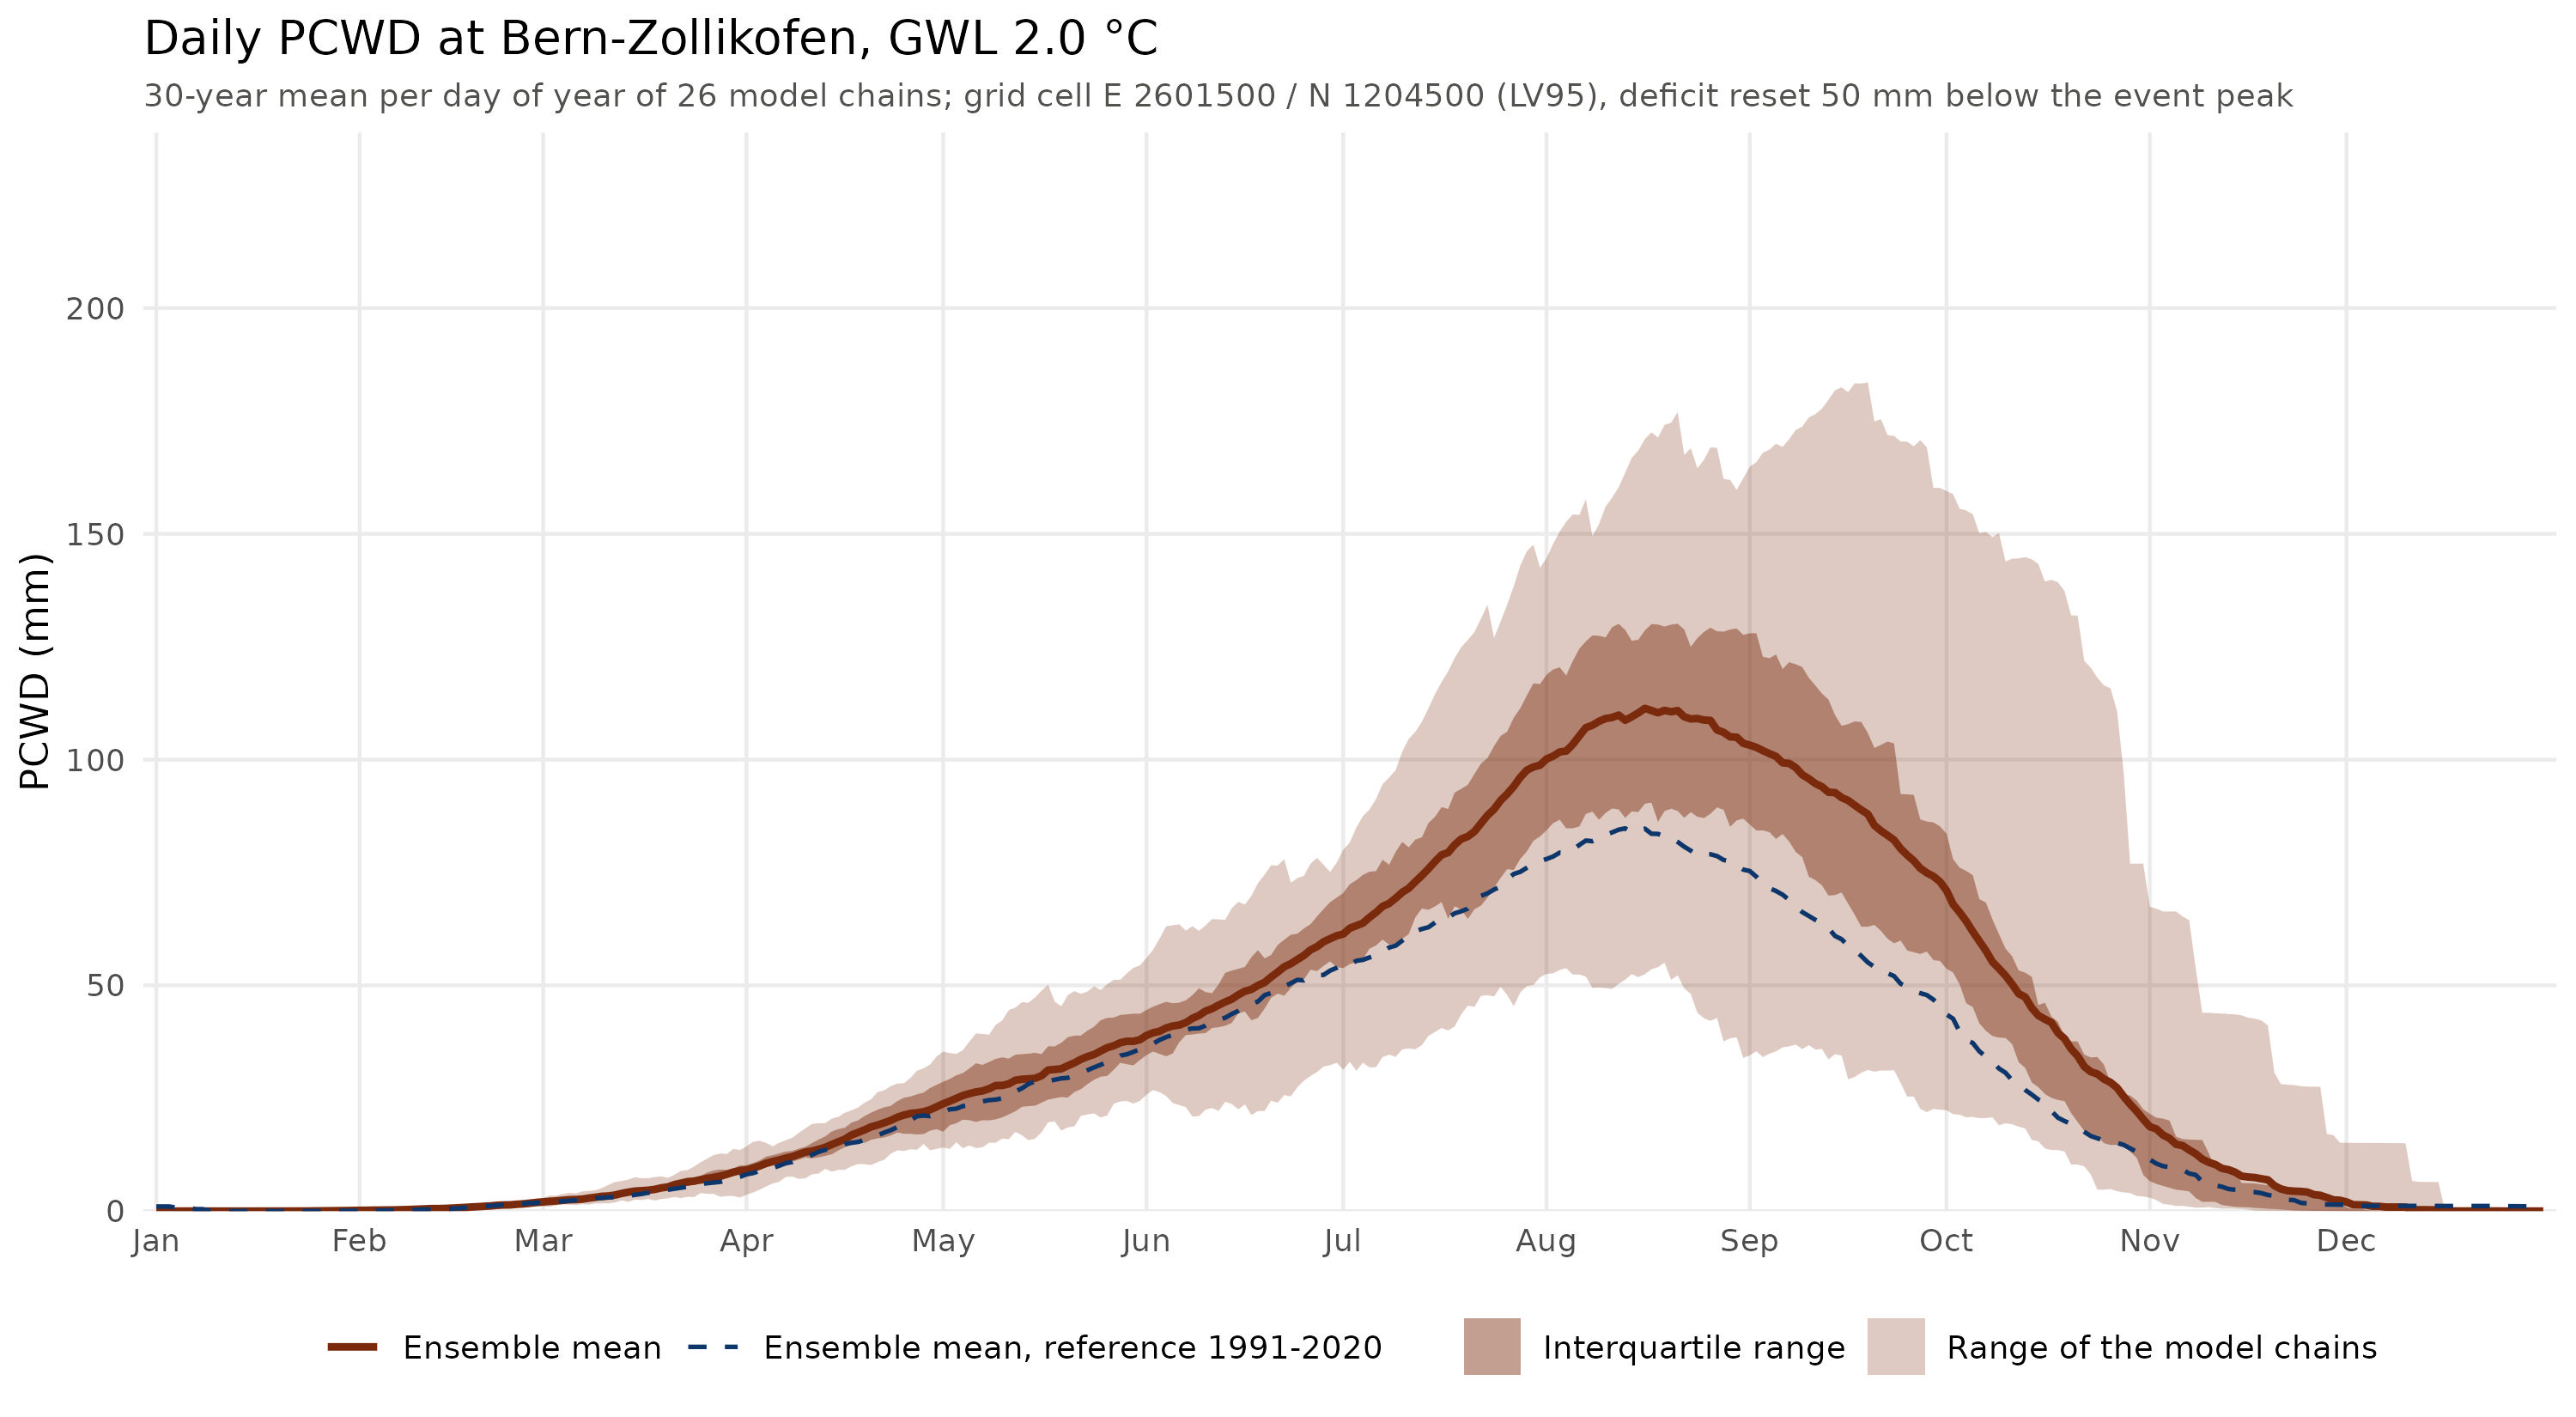 Daily PCWD at Bern-Zollikofen, GWL 2.0 °C
30-year mean per day of year of 26 model chains; grid cell E 2601500 / N 1204500 (LV95), deficit reset 50 mm below the event peak
PCWD (mm)
200
150
100
50
0
Jan Feb Mar Apr May Jun Jul Aug Sep Oct Nov Dec
Ensemble mean Ensemble mean, reference 1991-2020 Interquartile range Range of the model chains